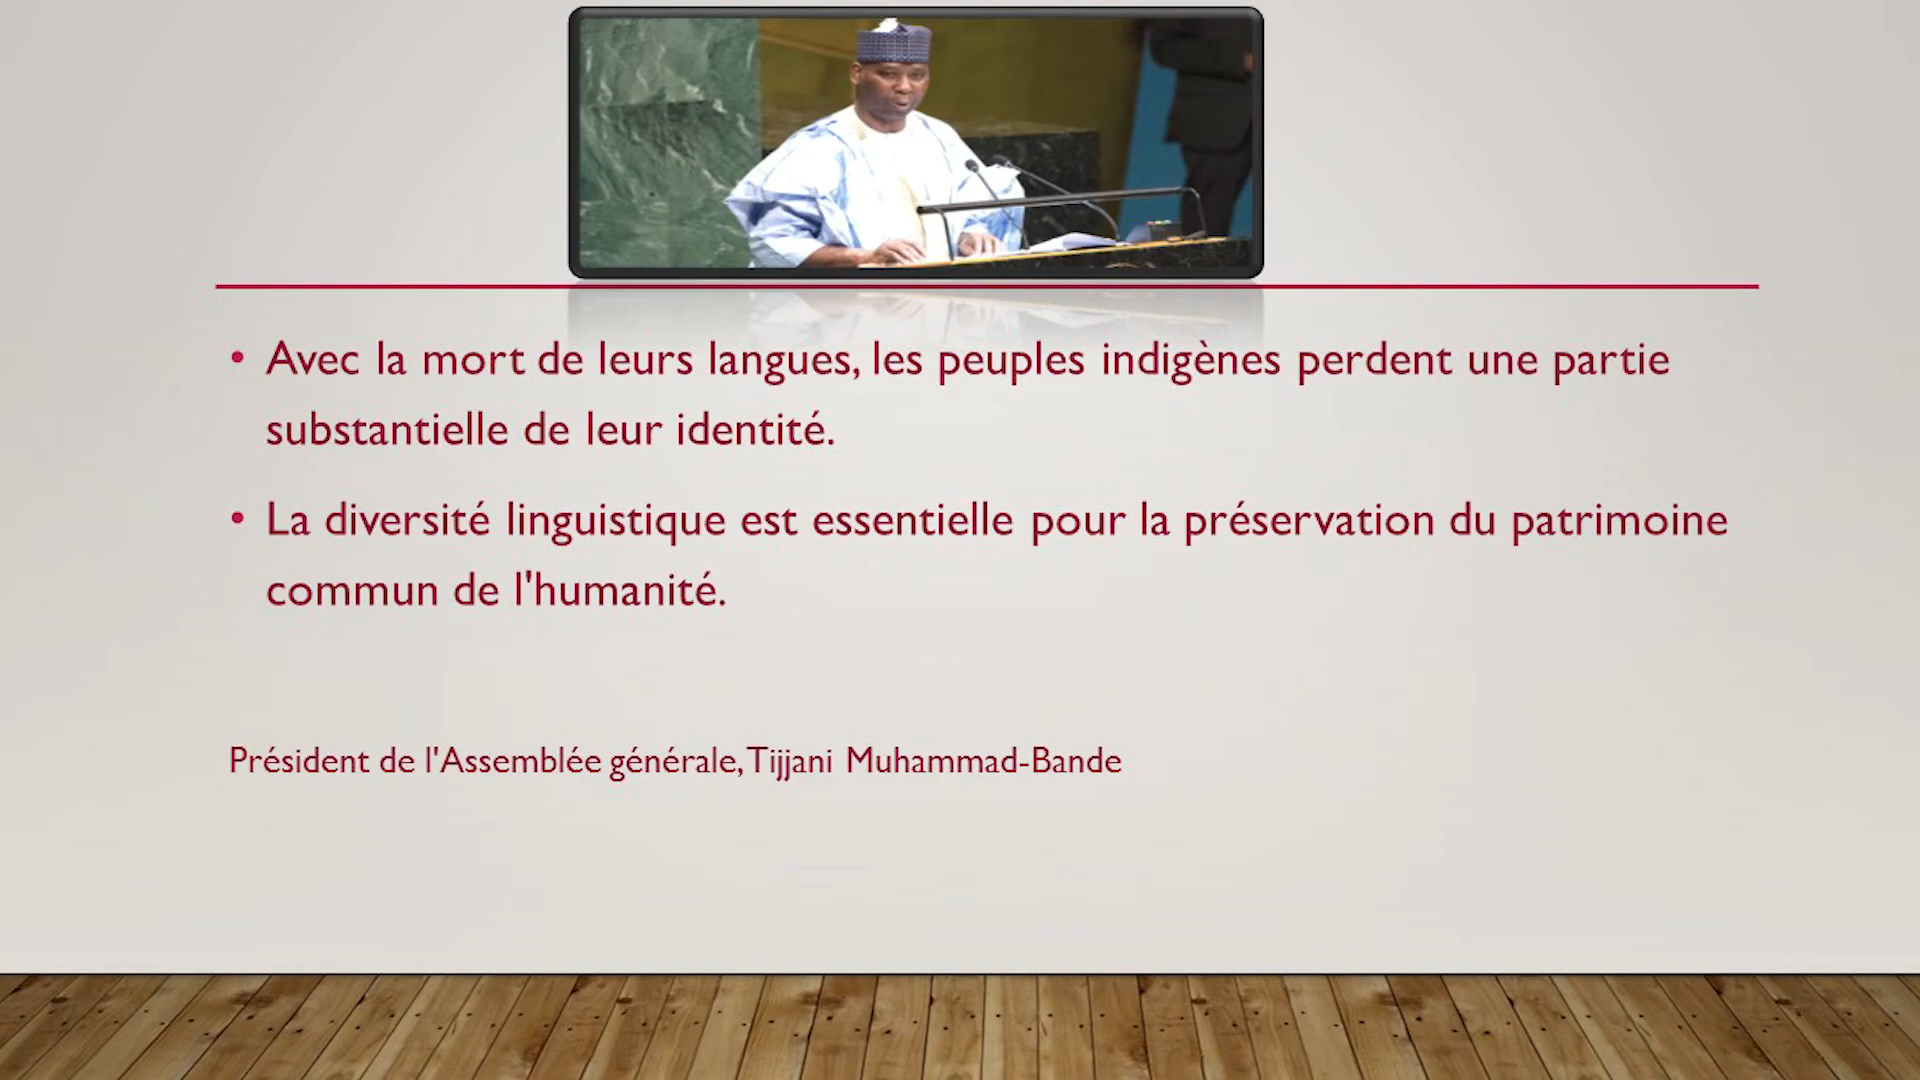 • Avec la mort de leurs langues, les peuples indigènes perdent une partie
substantielle de leur identité.
• La diversité linguistique est essentielle pour la préservation du patrimoine
commun de l'humanité.
Président de l'Assemblée générale, Tijjani Muhammad-Bande